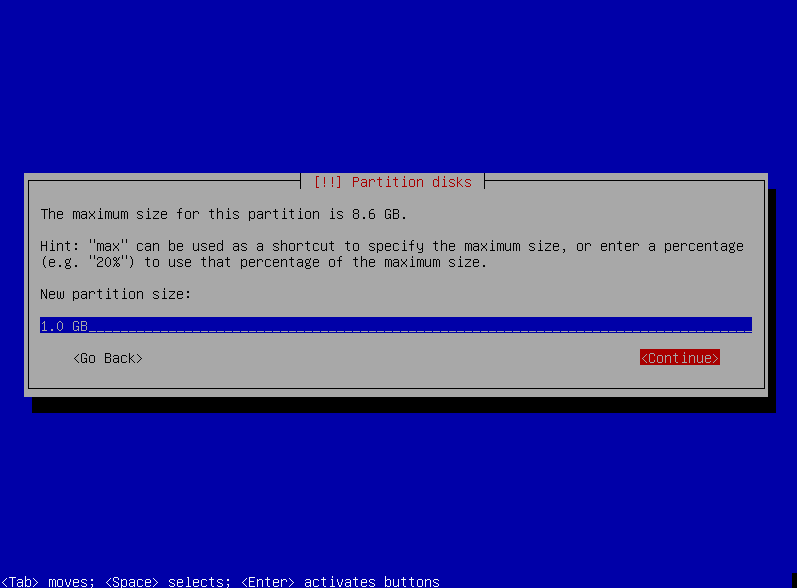 [!!] Partition disks
The maximum size for this partition is 8.6 GB.
Hint: "max" can be used as a shortcut to specify the maximum size, or enter a percentage
(e.g. "20%") to use that percentage of the maximum size.
New partition size:
1.0 GB
<Go Back> <Continue>
<Tab> moves; <Space> selects; <Enter> activates buttons